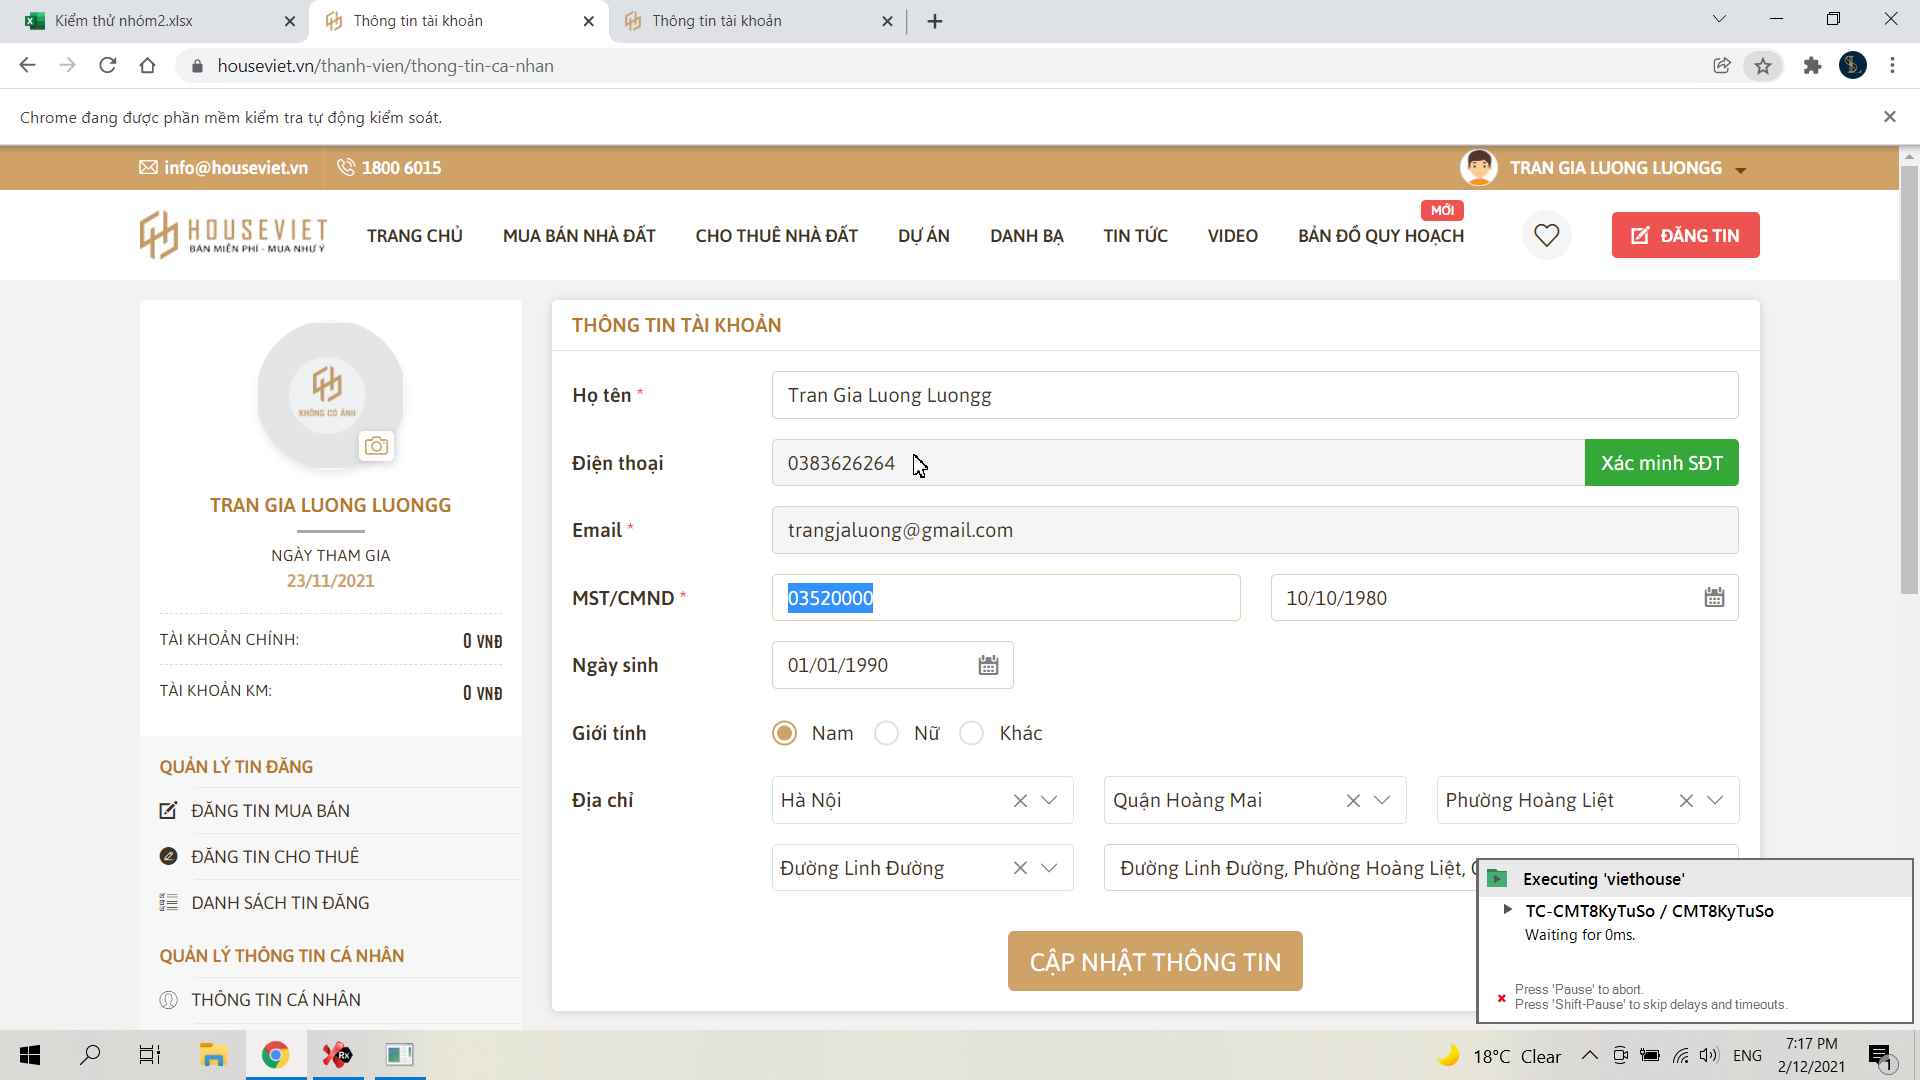 Kiểm thử nhóm2.xlsx
Thông tin tài khoản
Thông tin tài khoản
houseviet.vn/thanh-vien/thong-tin-ca-nhan
Chrome đang được phần mềm kiểm tra tự động kiểm soát.
info@houseviet.vn
1800 6015
TRAN GIA LUONG LUONGG
HOUSEVIET
BÁN MIỄN PHÍ - MUA NHƯ Ý
TRANG CHỦ
MUA BÁN NHÀ ĐẤT
CHO THUÊ NHÀ ĐẤT
DỰ ÁN
DANH BẠ
TIN TỨC
VIDEO
MỚI
BẢN ĐỒ QUY HOẠCH
ĐĂNG TIN
KHÔNG CÓ ẢNH
TRAN GIA LUONG LUONGG
NGÀY THAM GIA
23/11/2021
TÀI KHOẢN CHÍNH: 0 VNĐ
TÀI KHOẢN KM: 0 VNĐ
QUẢN LÝ TIN ĐĂNG
ĐĂNG TIN MUA BÁN
ĐĂNG TIN CHO THUÊ
DANH SÁCH TIN ĐĂNG
QUẢN LÝ THÔNG TIN CÁ NHÂN
THÔNG TIN CÁ NHÂN
THÔNG TIN TÀI KHOẢN
Họ tên * Tran Gia Luong Luongg
Điện thoại 0383626264 Xác minh SĐT
Email * trangjaluong@gmail.com
MST/CMND * 03520000 10/10/1980
Ngày sinh 01/01/1990
Giới tính Nam Nữ Khác
Địa chỉ Hà Nội Quận Hoàng Mai Phường Hoàng Liệt
Đường Linh Đường Đường Linh Đường, Phường Hoàng Liệt,
CẬP NHẬT THÔNG TIN
Executing 'viethouse'
TC-CMT8KyTuSo / CMT8KyTuSo
Waiting for 0ms.
Press 'Pause' to abort.
Press 'Shift-Pause' to skip delays and timeouts.
Rx
18°C Clear
ENG
7:17 PM
2/12/2021
1